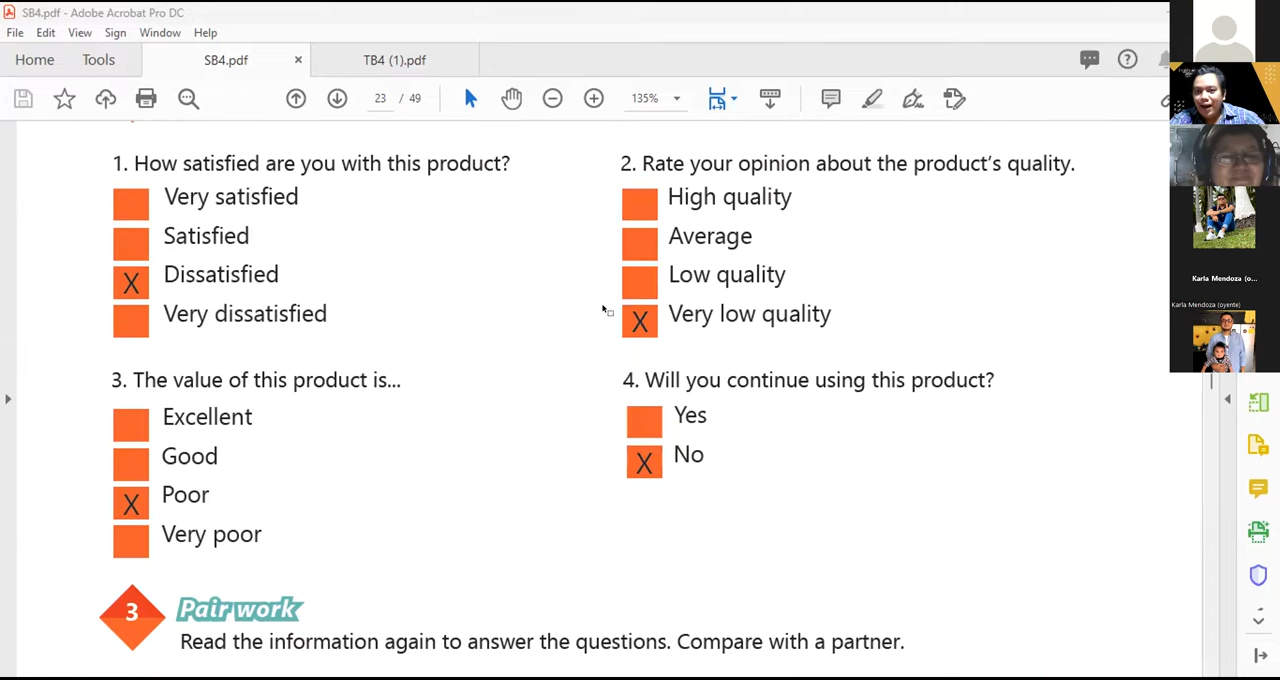 SB4.pdf - Adobe Acrobat Pro DC
File Edit View Sign Window Help
Home Tools SB4.pdf × TB4 (1).pdf
23 / 49 135%
1. How satisfied are you with this product?
Very satisfied
Satisfied
X Dissatisfied
Very dissatisfied
2. Rate your opinion about the product's quality.
High quality
Average
Low quality
X Very low quality
3. The value of this product is...
Excellent
Good
X Poor
Very poor
4. Will you continue using this product?
Yes
X No
3 Pair work
Read the information again to answer the questions. Compare with a partner.
Karla Mendoza (o...
Karla Mendoza (oyente)